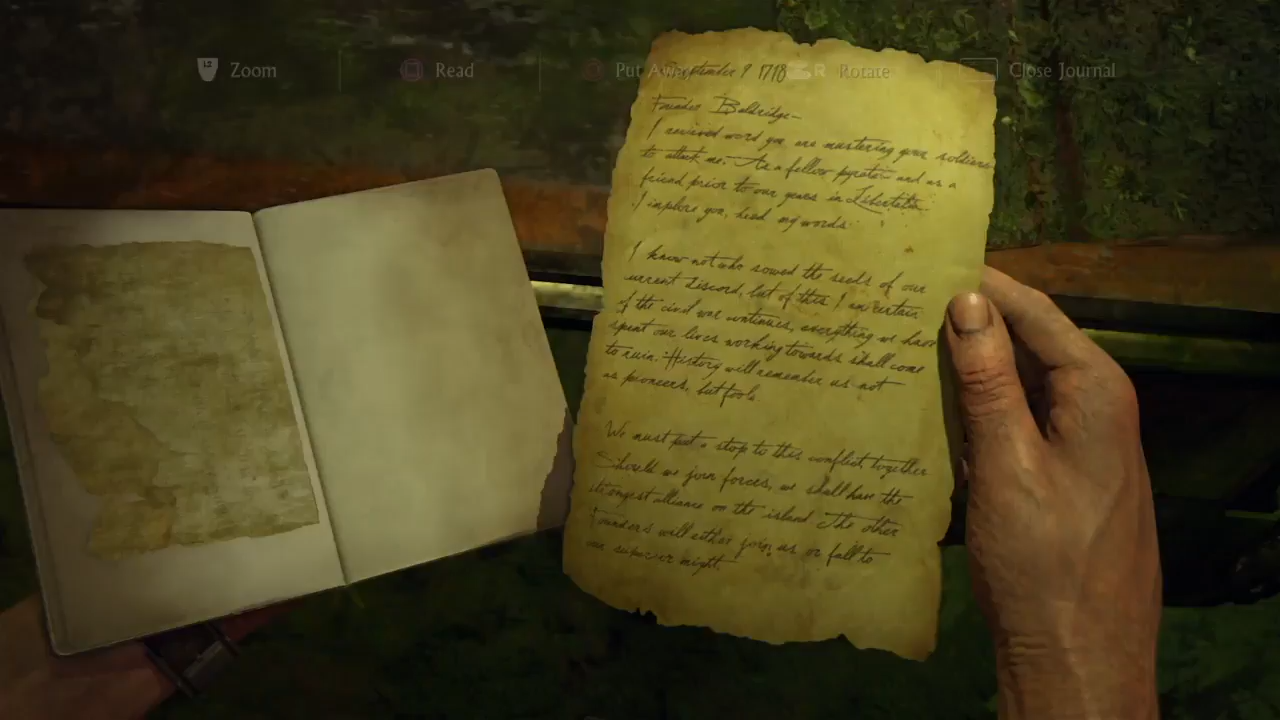 Zoom
Read
Put Away
Rotate
Close Journal
September 9 1718
Founder Baldridge-
I recieved word you are mustering your soldiers
to attack me. As a fellow pyrate and as a
friend prior to our years in Libertalia
I implore you, heed my words.
I know not who sowed the seeds of our
current discord, but of this I am certain
if the civil war continues, everything we have
spent our lives working towards shall come
to ruin. History will remember us not
as pioneers, but fools.
We must put a stop to this conflict, together
Should we join forces, we shall have the
strongest alliance on the island The other
Founders will either join us or fall to
our superior might.